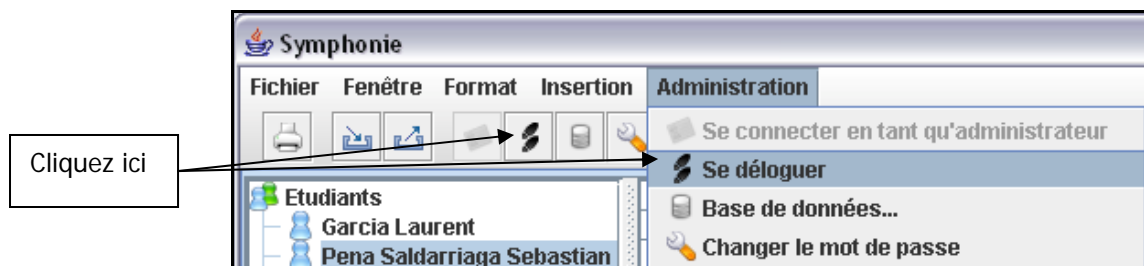 Symphonie
Fichier Fenêtre Format Insertion Administration
Cliquez ici
Se connecter en tant qu'administrateur
Se déloguer
Base de données...
Changer le mot de passe
Etudiants
Garcia Laurent
Pena Saldarriaga Sebastian